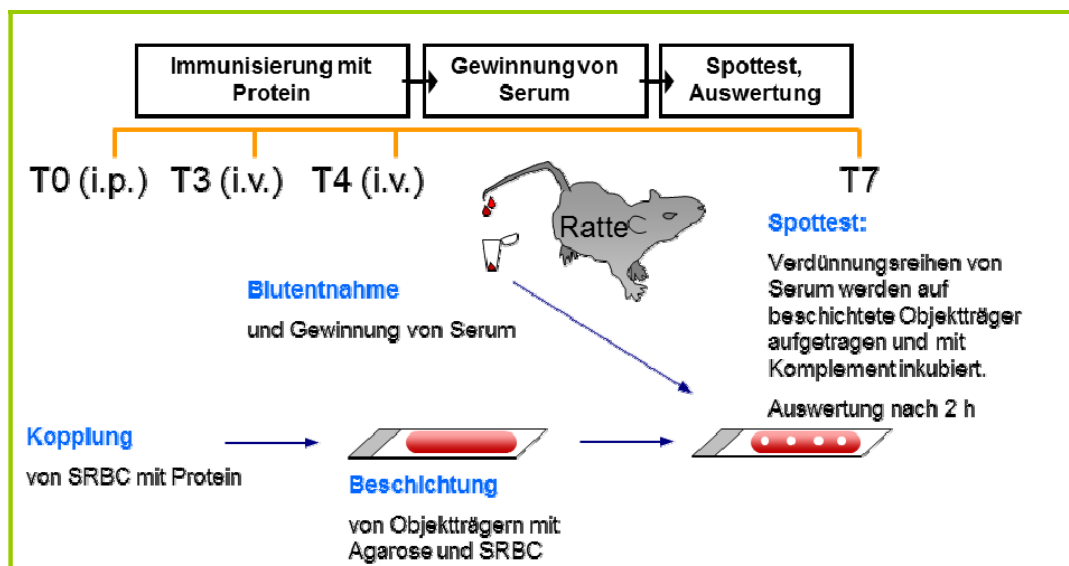 Immunisierung mit
Protein
Gewinnung von
Serum
Spottest,
Auswertung
T0 (i.p.)
T3 (i.v.)
T4 (i.v.)
T7
Ratte
Spottest:
Verdünnungsreihen von
Serum werden auf
beschichtete Objektträger
aufgetragen und mit
Komplement inkubiert.
Auswertung nach 2 h
Blutentnahme
und Gewinnung von Serum
Kopplung
von SRBC mit Protein
Beschichtung
von Objektträgern mit
Agarose und SRBC